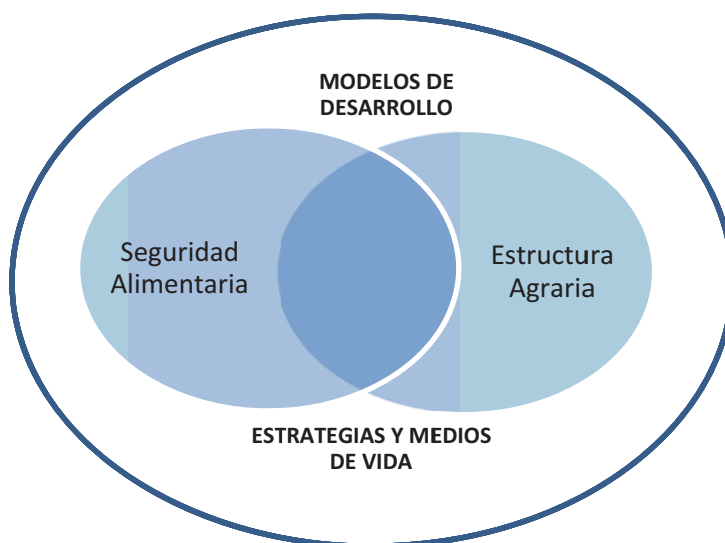 MODELOS DE
DESARROLLO
Seguridad
Alimentaria
Estructura
Agraria
ESTRATEGIAS Y MEDIOS
DE VIDA